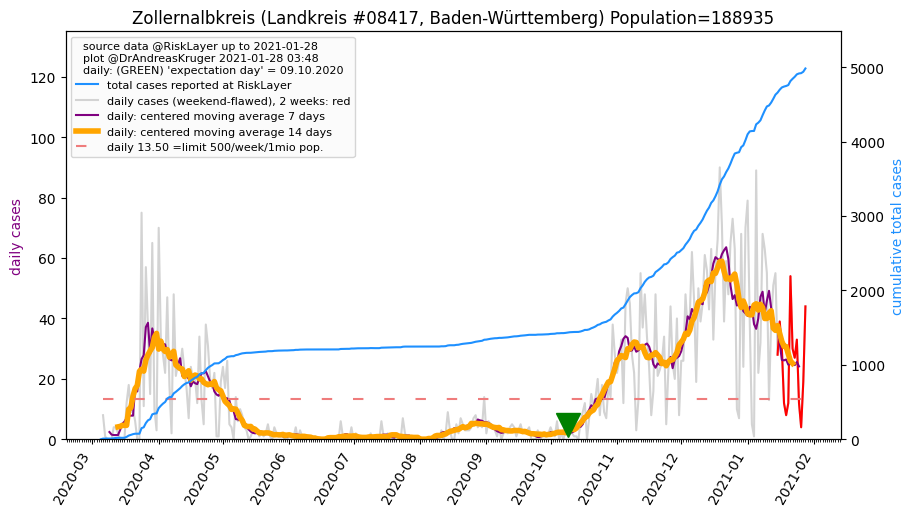 Zollernalbkreis (Landkreis #08417, Baden-Württemberg) Population=188935
source data @RiskLayer up to 2021-01-28
plot @DrAndreasKruger 2021-01-28 03:48
daily: (GREEN) 'expectation day' = 09.10.2020
total cases reported at RiskLayer
daily cases (weekend-flawed), 2 weeks: red
daily: centered moving average 7 days
daily: centered moving average 14 days
daily 13.50 =limit 500/week/1mio pop.
daily cases
120
100
80
60
40
20
0
cumulative total cases
5000
4000
3000
2000
1000
0
2020-03
2020-04
2020-05
2020-06
2020-07
2020-08
2020-09
2020-10
2020-11
2020-12
2021-01
2021-02